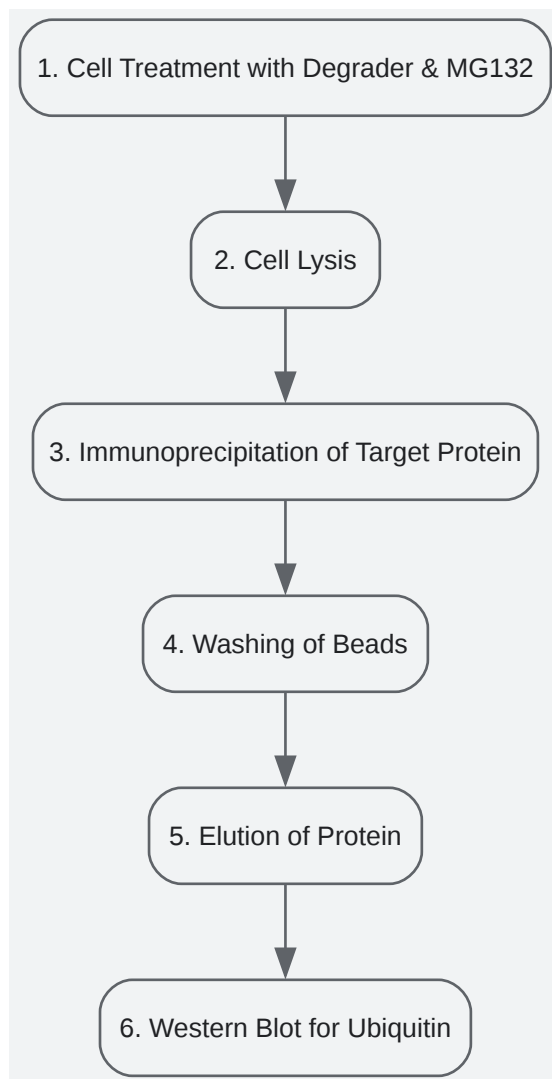 1. Cell Treatment with Degrader & MG132
2. Cell Lysis
3. Immunoprecipitation of Target Protein
4. Washing of Beads
5. Elution of Protein
6. Western Blot for Ubiquitin